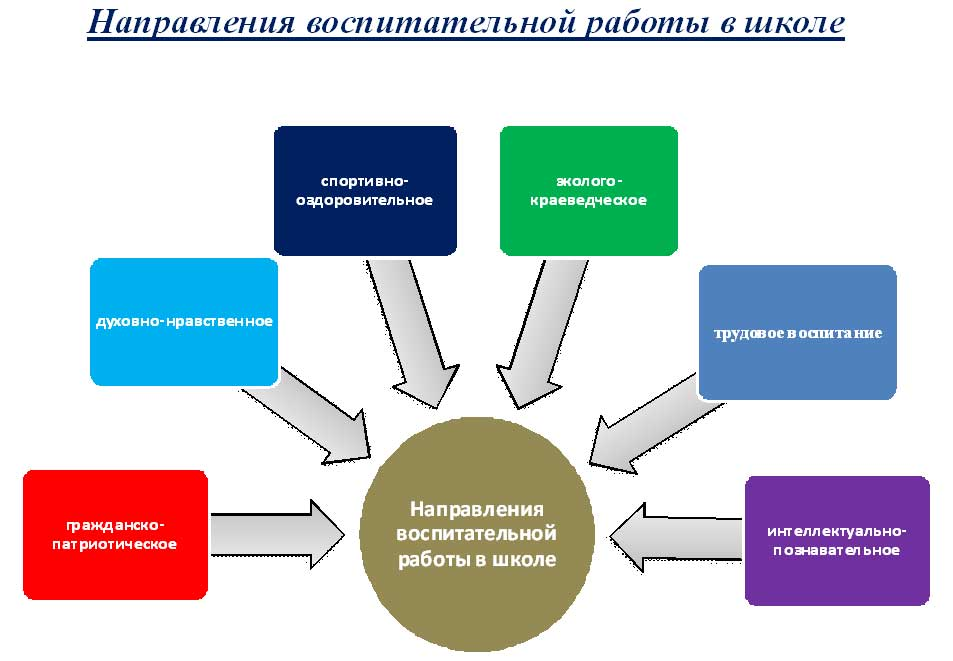 Направления воспитательной работы в школе
спортивно-
оздоровительное
эколого-
краеведческое
духовно-нравственное
трудовое воспитание
гражданско-
патриотическое
Направления
воспитательной
работы в школе
интеллектуально-
познавательное